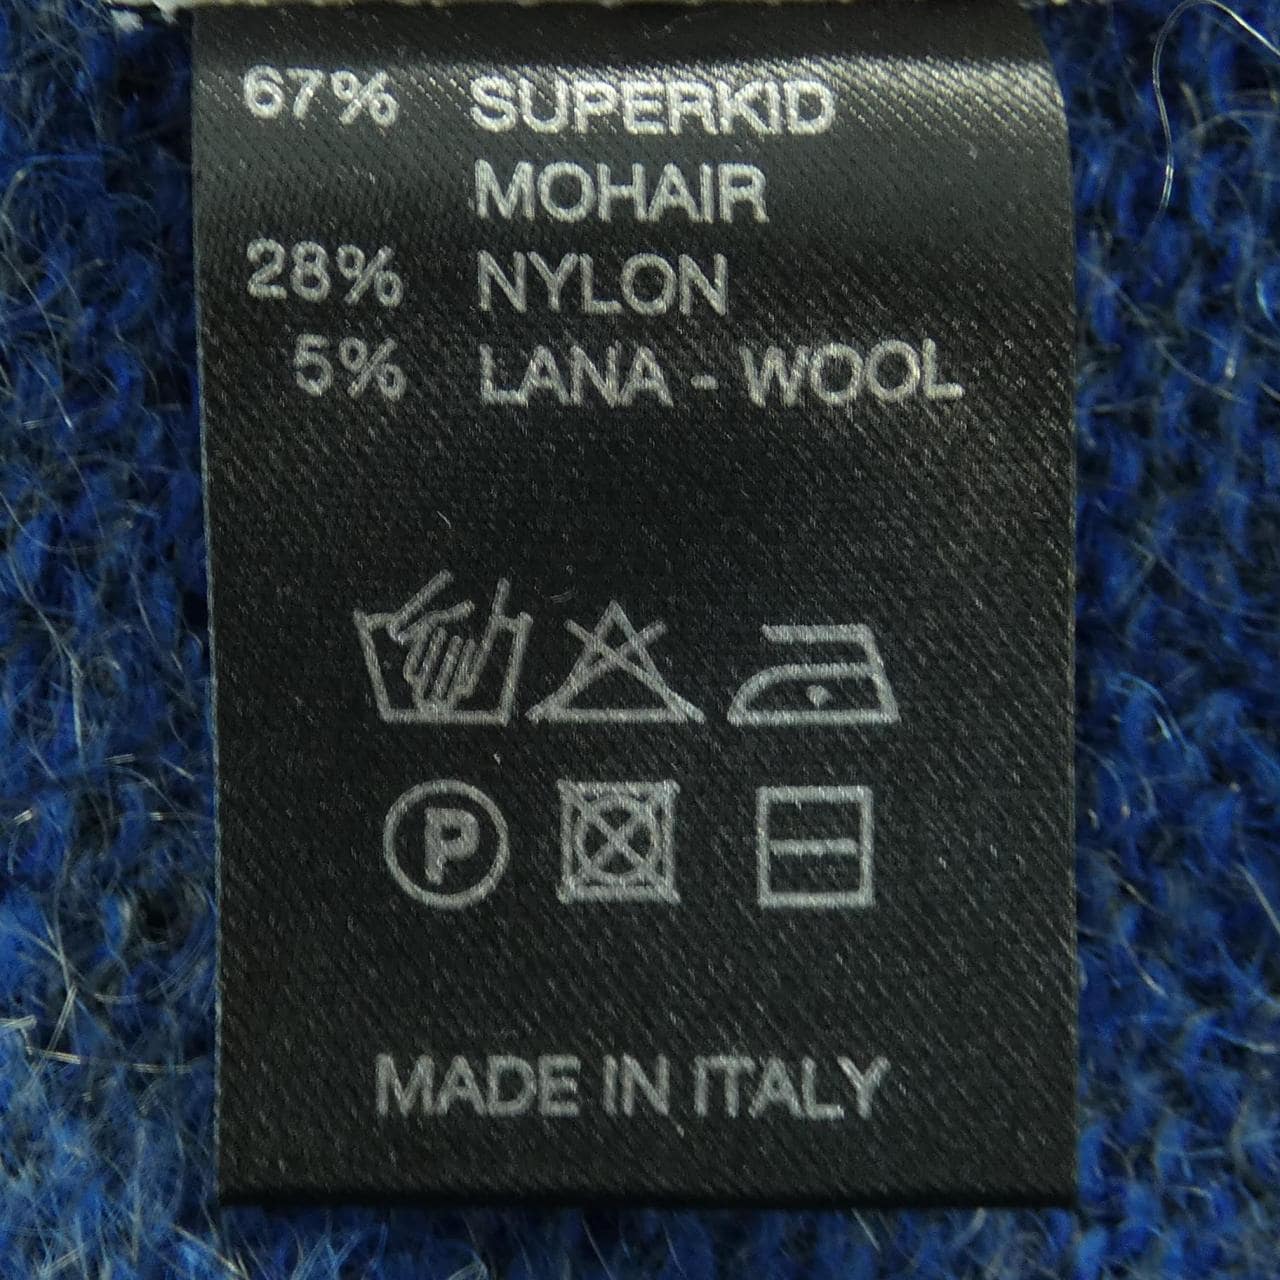 67% SUPERKID
MOHAIR
28% NYLON
5% LANA - WOOL
P
MADE IN ITALY